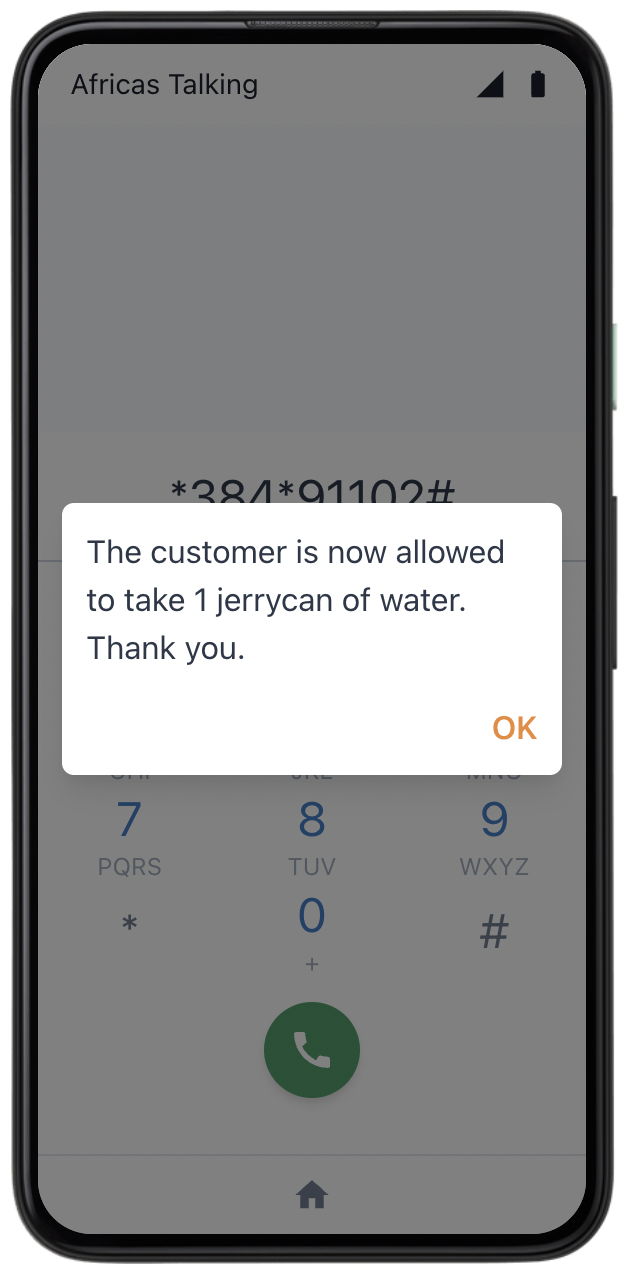 Africas Talking
*384*91102#
The customer is now allowed
to take 1 jerrycan of water.
Thank you.
OK
7 8 9
PQRS TUV WXYZ
* 0 #
+